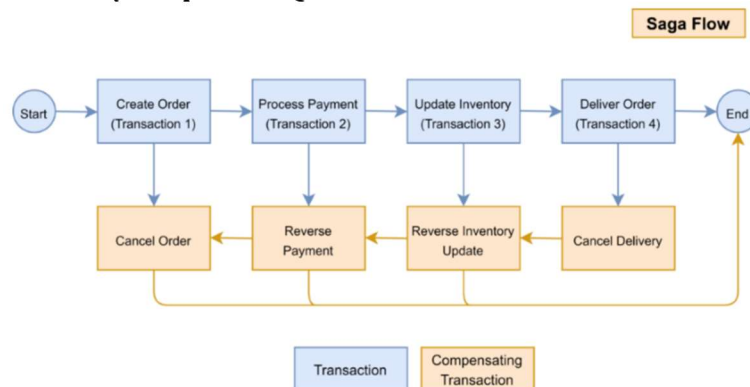 Saga Flow
Start
Create Order
(Transaction 1)
Process Payment
(Transaction 2)
Update Inventory
(Transaction 3)
Deliver Order
(Transaction 4)
End
Cancel Order
Reverse
Payment
Reverse Inventory
Update
Cancel Delivery
Transaction
Compensating
Transaction